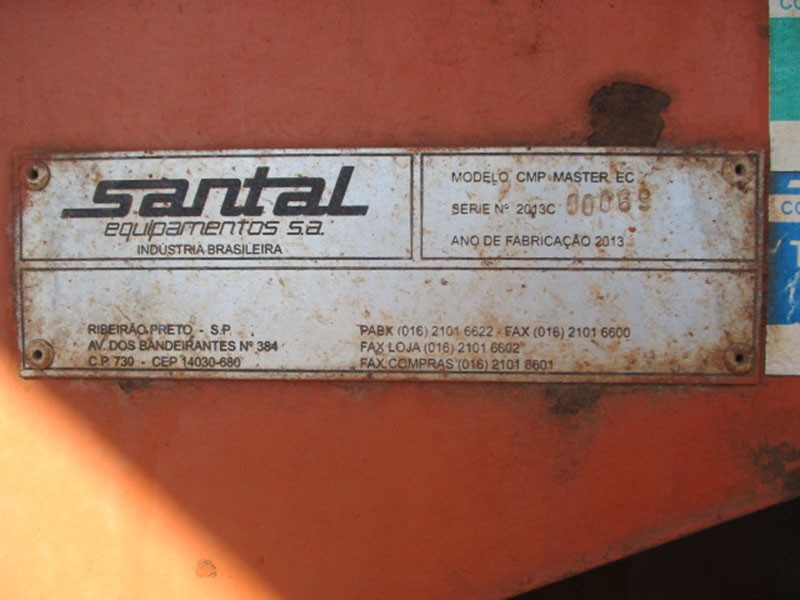 santal
equipamentos s.a.
INDÚSTRIA BRASILEIRA
MODELO CMP MASTER EC
SÉRIE Nº 2013C 00069
ANO DE FABRICAÇÃO 2013
RIBEIRÃO PRETO - S.P.
AV. DOS BANDEIRANTES Nº 384
C.P. 730 - CEP 14030-680
PABX (016) 2101 6622 - FAX (016) 2101 6600
FAX LOJA (016) 2101 6602
FAX COMPRAS (016) 2101 6601